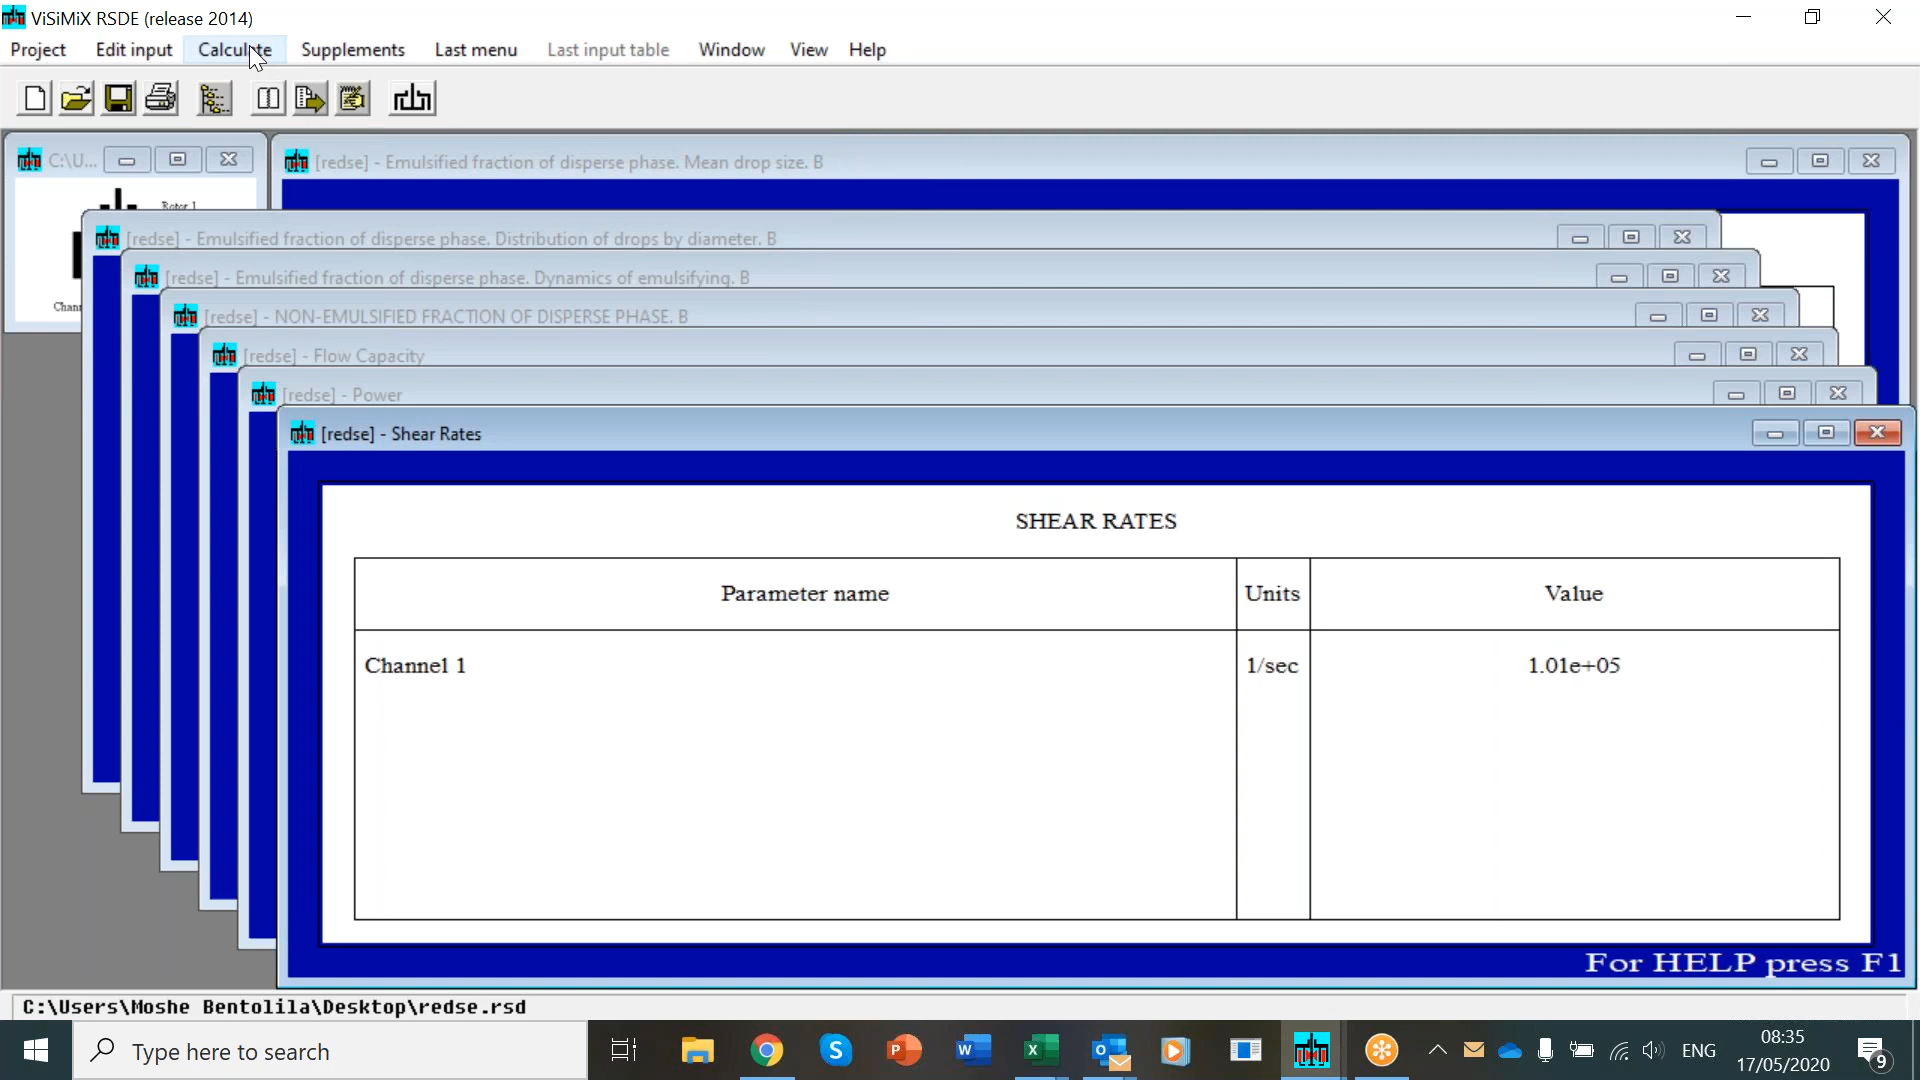 ViSiMiX RSDE (release 2014)
Project Edit input Calculate Supplements Last menu Last input table Window View Help
C:\U...
[redse] - Emulsified fraction of disperse phase. Mean drop size. B
Rotor 1
[redse] - Emulsified fraction of disperse phase. Distribution of drops by diameter. B
[redse] - Emulsified fraction of disperse phase. Dynamics of emulsifying. B
[redse] - NON-EMULSIFIED FRACTION OF DISPERSE PHASE. B
[redse] - Flow Capacity
[redse] - Power
[redse] - Shear Rates
SHEAR RATES
Parameter name Units Value
Channel 1 1/sec 1.01e+05
For HELP press F1
C:\Users\Moshe Bentolila\Desktop\redse.rsd
Type here to search
ENG
08:35
17/05/2020
9